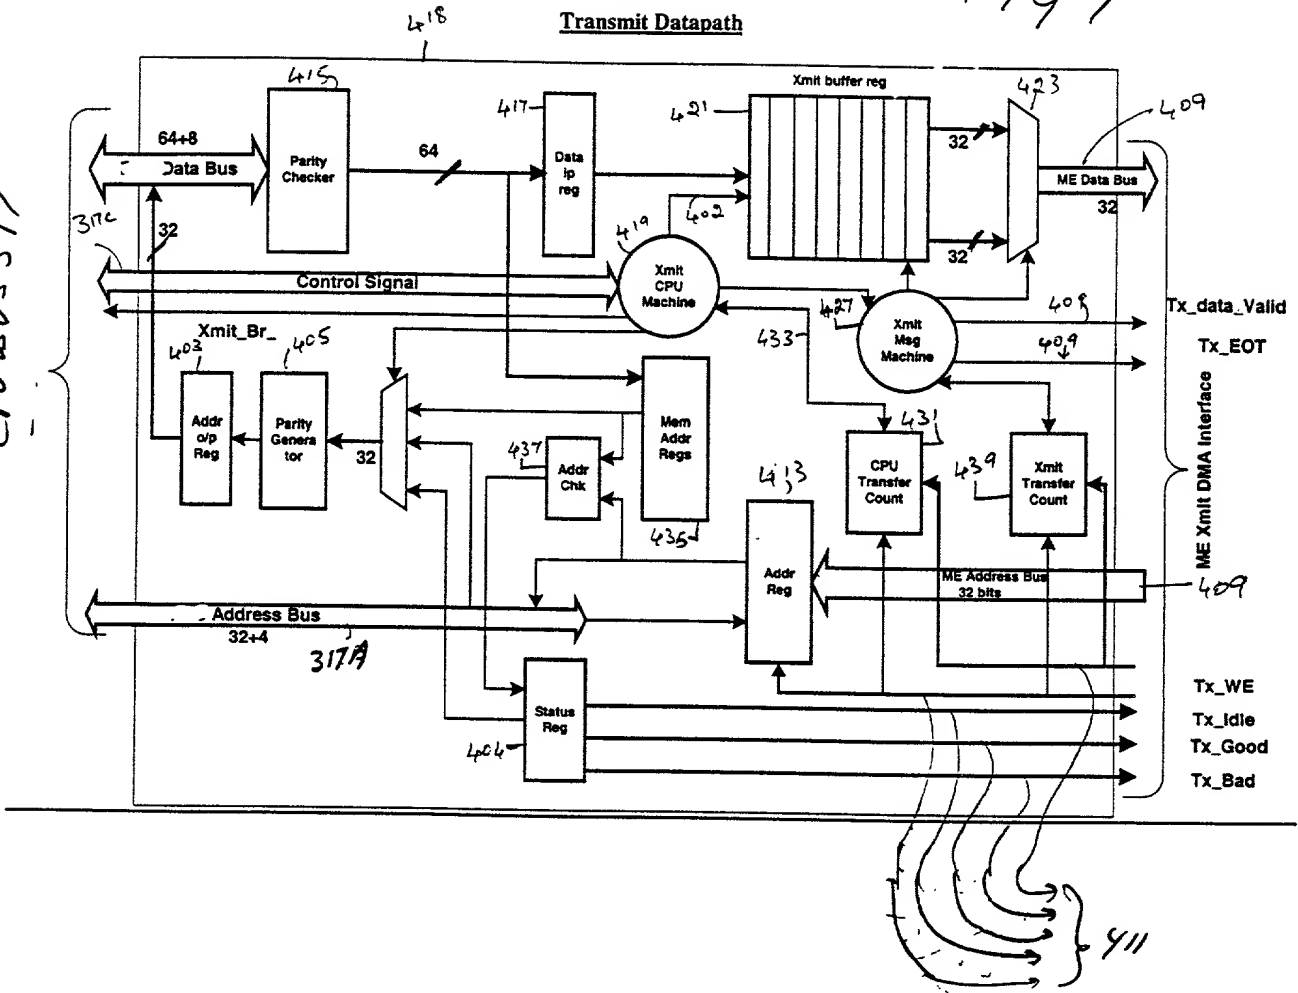 Transmit Datapath
418
415
417
Xmit buffer reg
421
423
409
64+8
Data Bus
Parity
Checker
64
Data
ip
reg
32
ME Data Bus
32
317c
32
402
419
32
Control Signal
Xmit
CPU
Machine
427
Xmit
Msg
Machine
408
Tx_data_Valid
409
Tx_EOT
433
Xmit_Br_
403
405
Addr
o/p
Reg
Parity
Genera
tor
32
437
Addr
Chk
Mem
Addr
Regs
435
413
431
CPU
Transfer
Count
439
Xmit
Transfer
Count
ME Xmit DMA Interface
Addr
Reg
ME Address Bus
32 bits
409
Address Bus
32+4
317A
Status
Reg
404
Tx_WE
Tx_Idle
Tx_Good
Tx_Bad
411